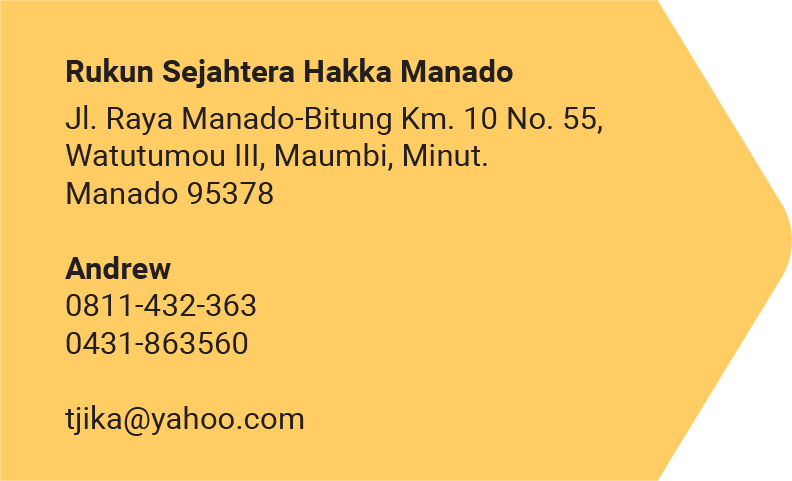 Rukun Sejahtera Hakka Manado
Jl. Raya Manado-Bitung Km. 10 No. 55,
Watutumou III, Maumbi, Minut.
Manado 95378
Andrew
0811-432-363
0431-863560
tjika@yahoo.com